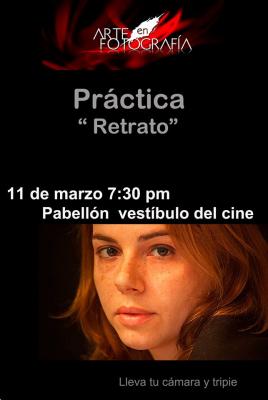 ARTE en
FOTOGRAFÍA
Práctica
“ Retrato”
11 de marzo 7:30 pm
Pabellón vestíbulo del cine
Lleva tu cámara y tripie